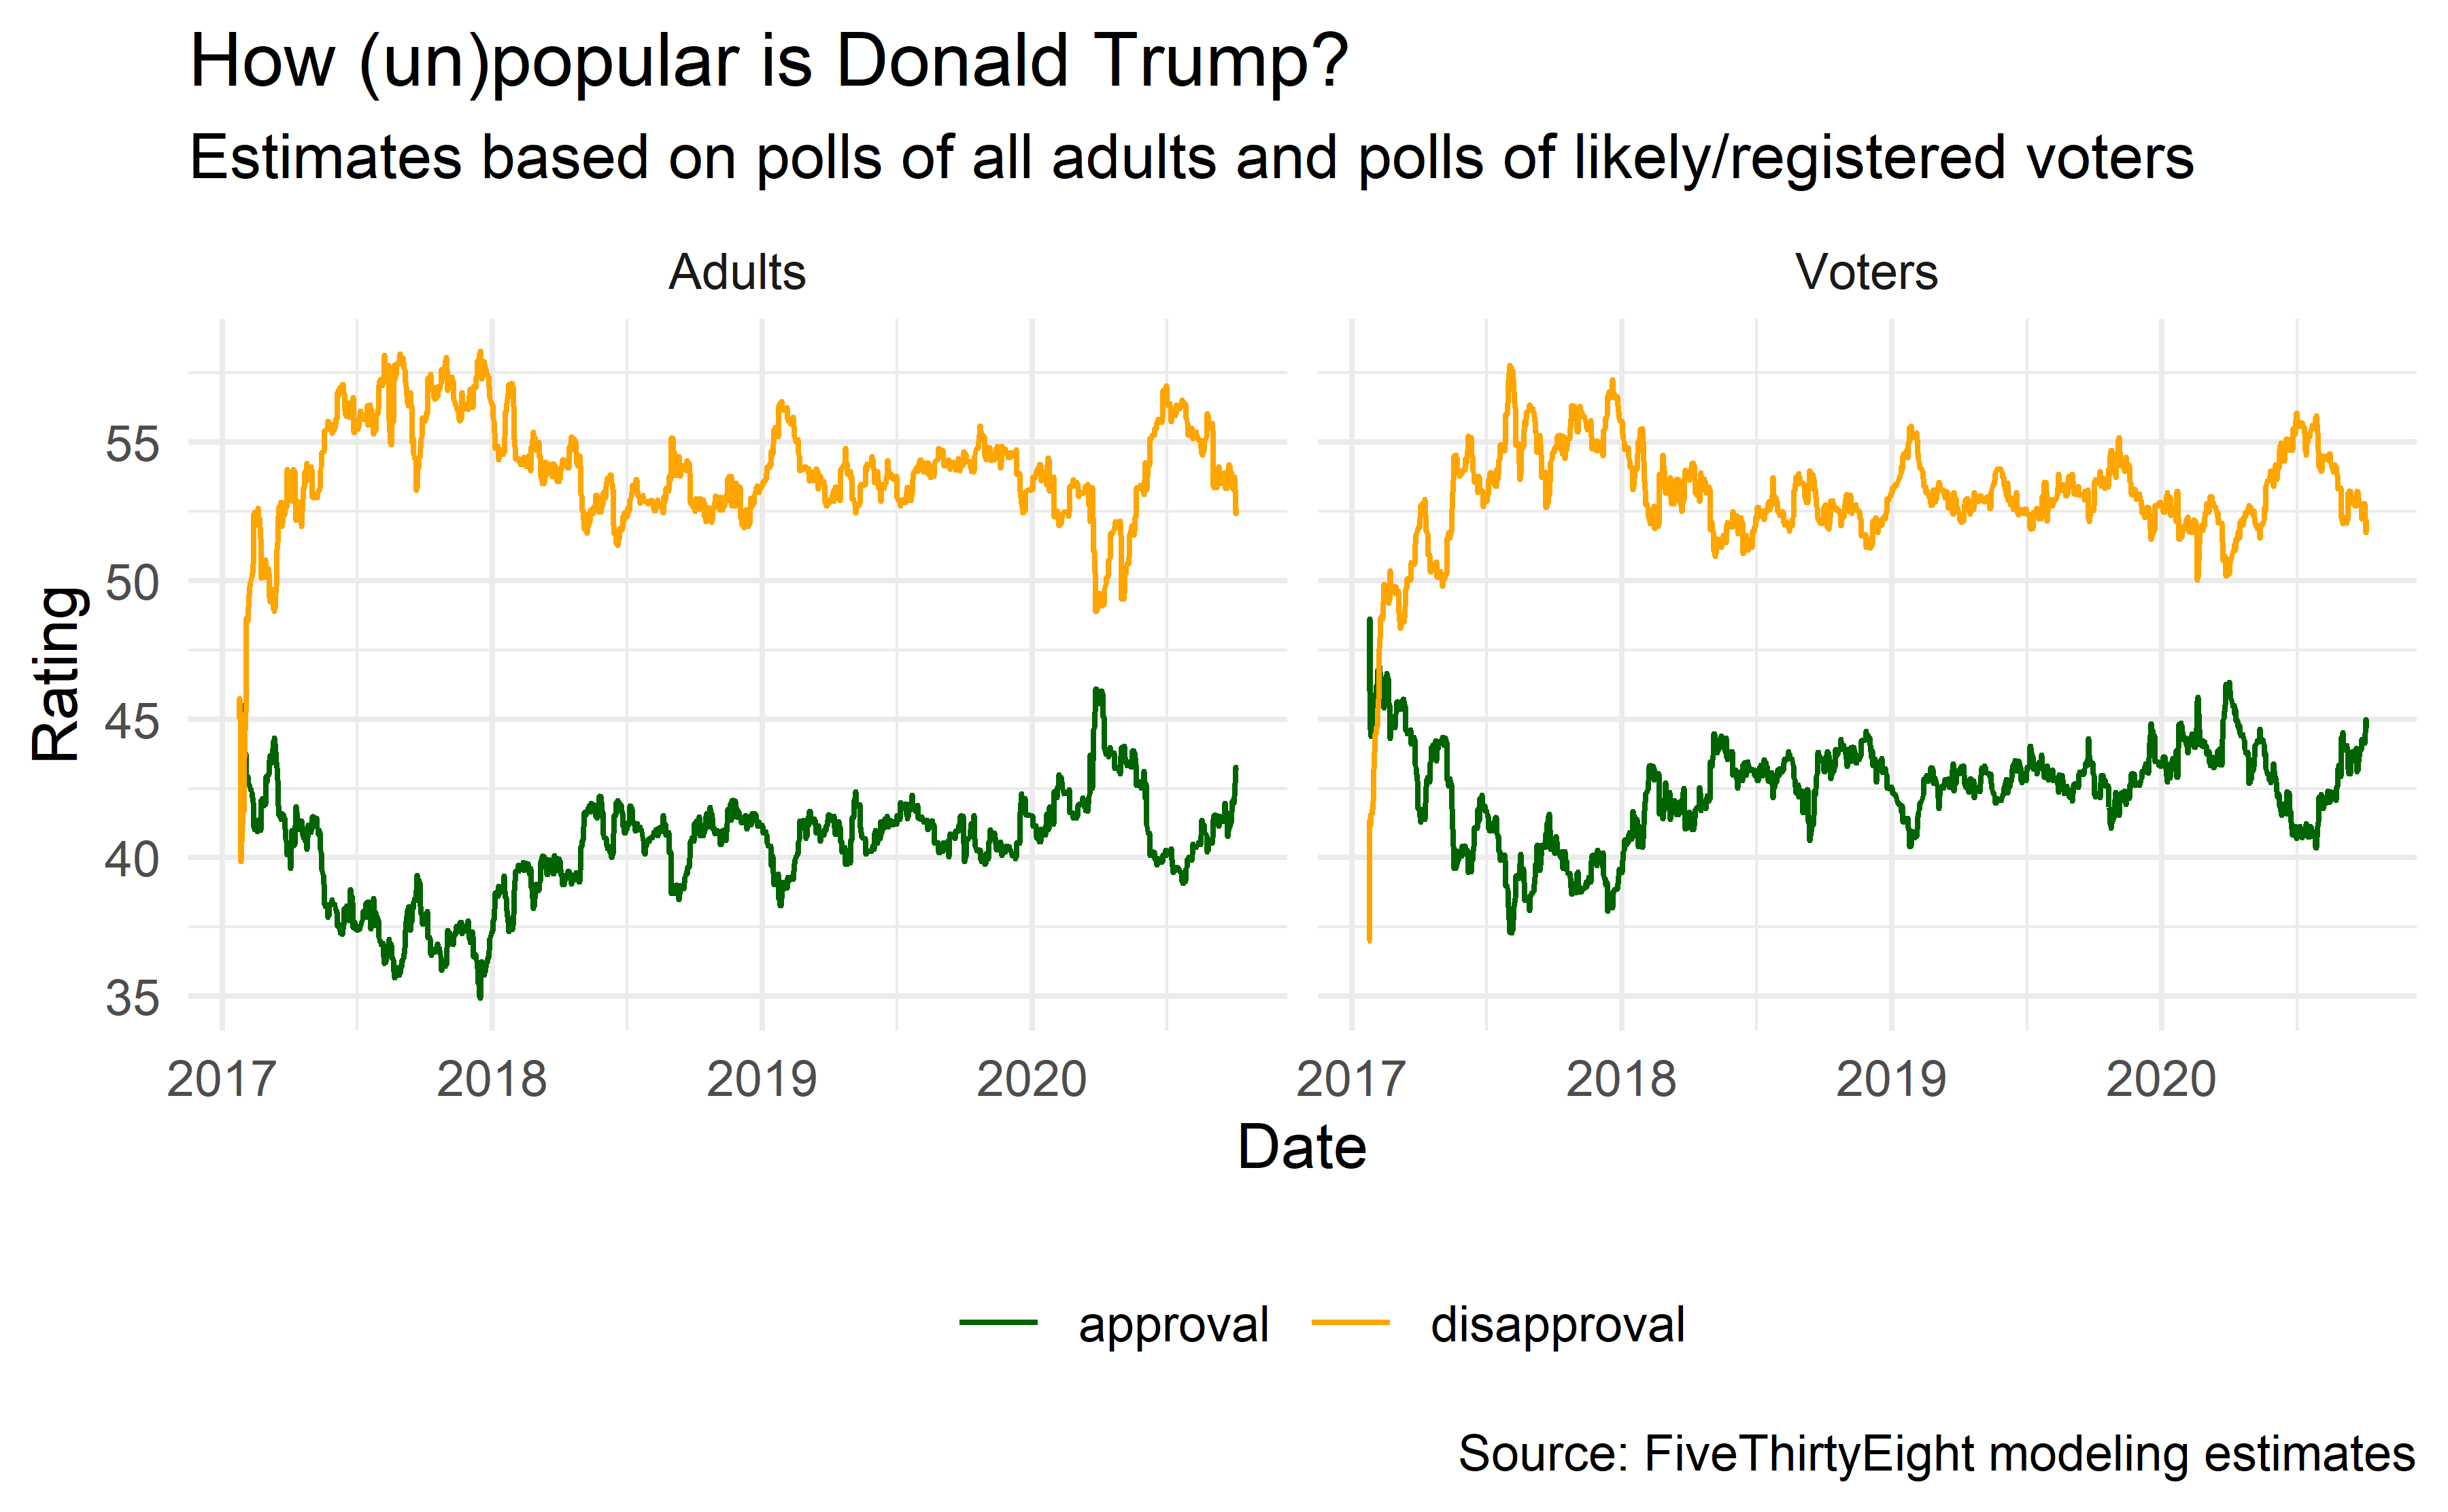 How (un)popular is Donald Trump?
Estimates based on polls of all adults and polls of likely/registered voters
Adults
Voters
Rating
55
50
45
40
35
2017 2018 2019 2020 2017 2018 2019 2020
Date
approval disapproval
Source: FiveThirtyEight modeling estimates